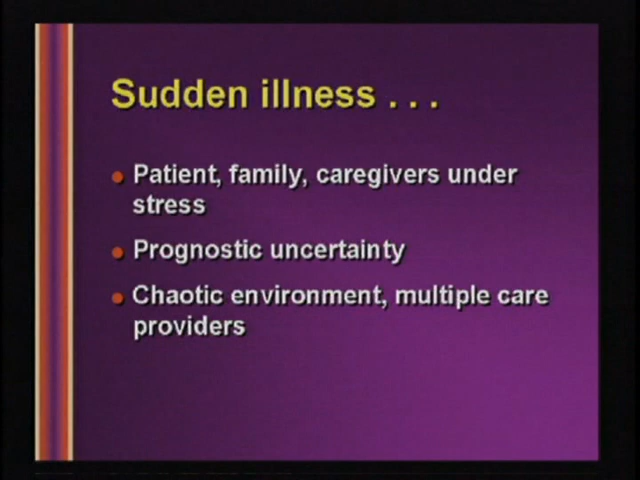 Sudden illness . . .
Patient, family, caregivers under
stress
Prognostic uncertainty
Chaotic environment, multiple care
providers